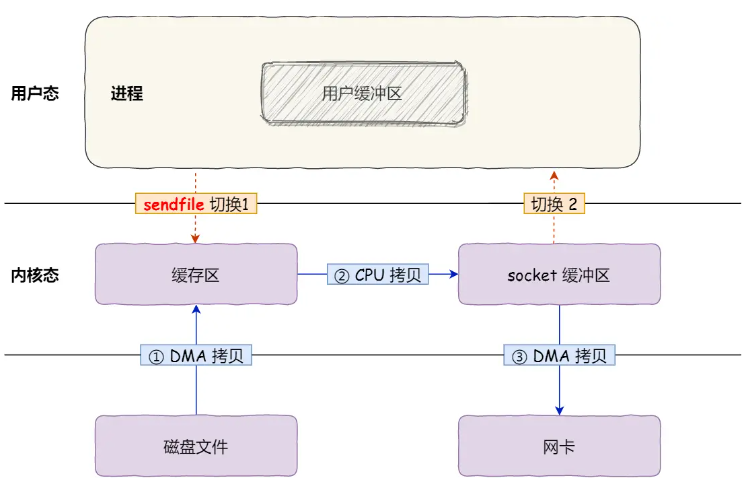 用户态
进程
用户缓冲区
sendfile 切换1
切换 2
内核态
缓存区
② CPU 拷贝
socket 缓冲区
① DMA 拷贝
③ DMA 拷贝
磁盘文件
网卡